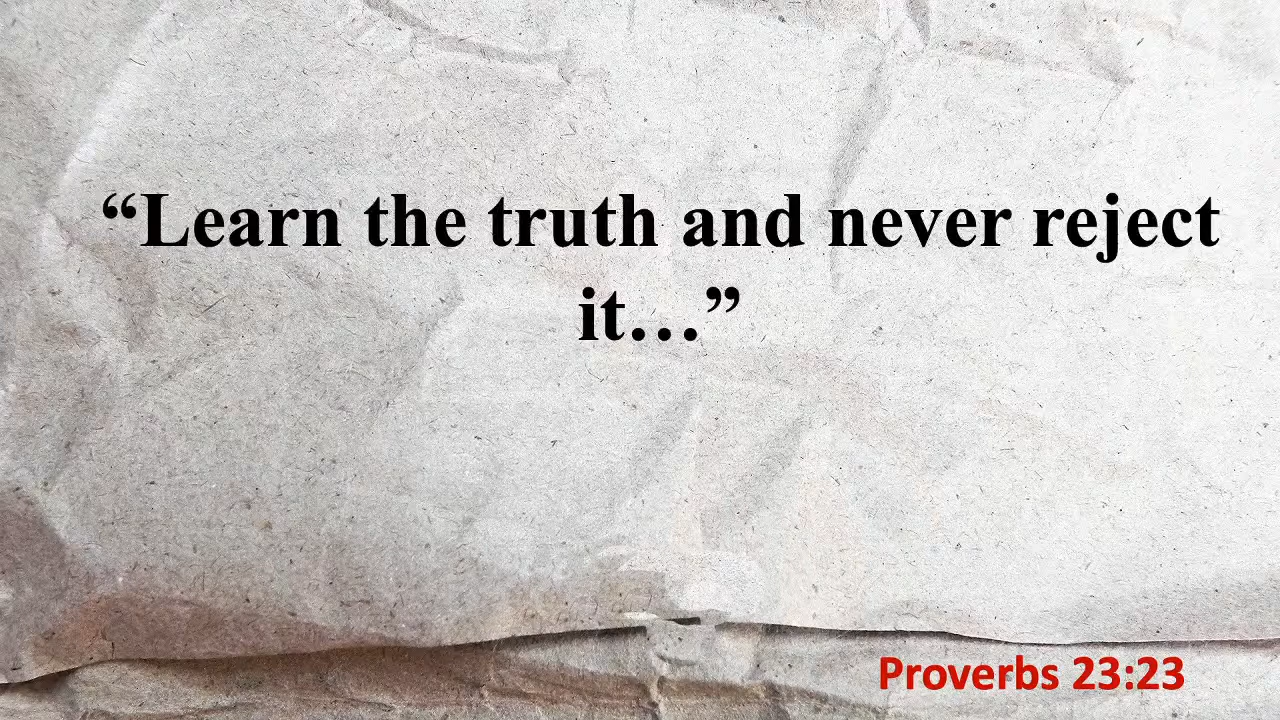 “Learn the truth and never reject
it…”
Proverbs 23:23